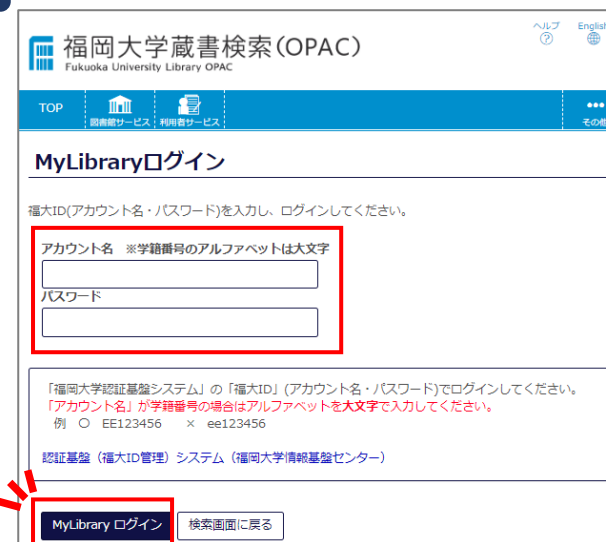 福岡大学蔵書検索(OPAC)
Fukuoka University Library OPAC
ヘルプ
English
TOP
図書館サービス
利用者サービス
その他
MyLibraryログイン
福大ID(アカウント名・パスワード)を入力し、ログインしてください。
アカウント名 ※学籍番号のアルファベットは大文字
パスワード
「福岡大学認証基盤システム」の「福大ID」(アカウント名・パスワード)でログインしてください。
「アカウント名」が学籍番号の場合はアルファベットを大文字で入力してください。
例 ○ EE123456 × ee123456
認証基盤（福大ID管理）システム（福岡大学情報基盤センター）
MyLibrary ログイン
検索画面に戻る